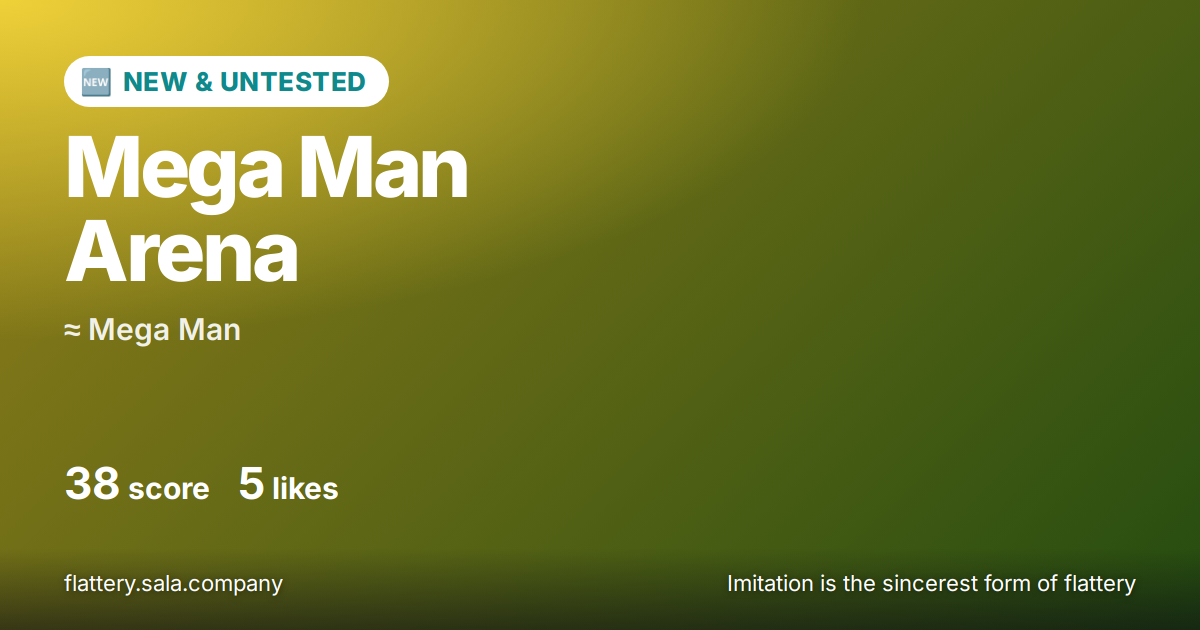 🆕 NEW & UNTESTED
Mega Man
Arena
≈ Mega Man
38 score 5 likes
flattery.sala.company
Imitation is the sincerest form of flattery